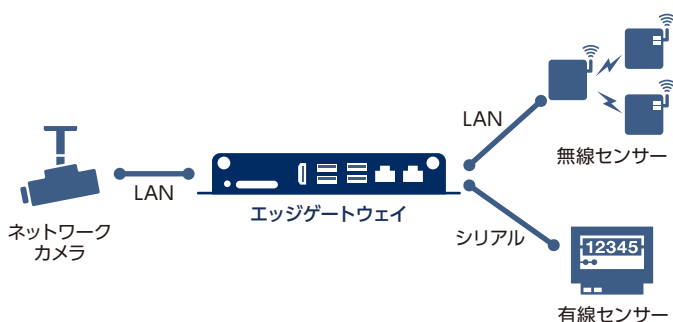 LAN
無線センサー
LAN
エッジゲートウェイ
ネットワーク
カメラ
シリアル
12345
有線センサー